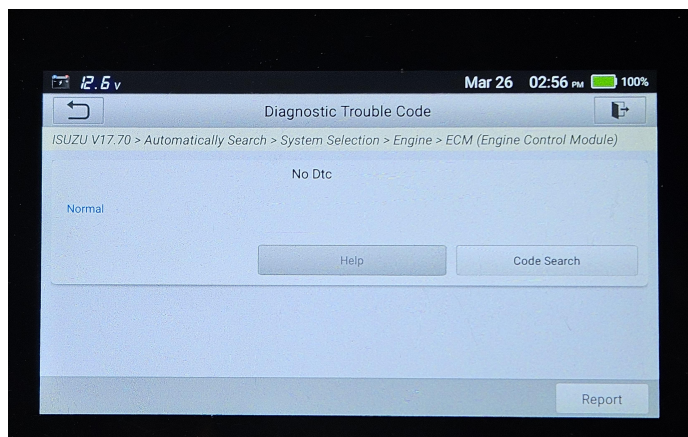 12.6 v
Mar 26 02:56 PM 100%
Diagnostic Trouble Code
ISUZU V17.70 > Automatically Search > System Selection > Engine > ECM (Engine Control Module)
No Dtc
Normal
Help
Code Search
Report